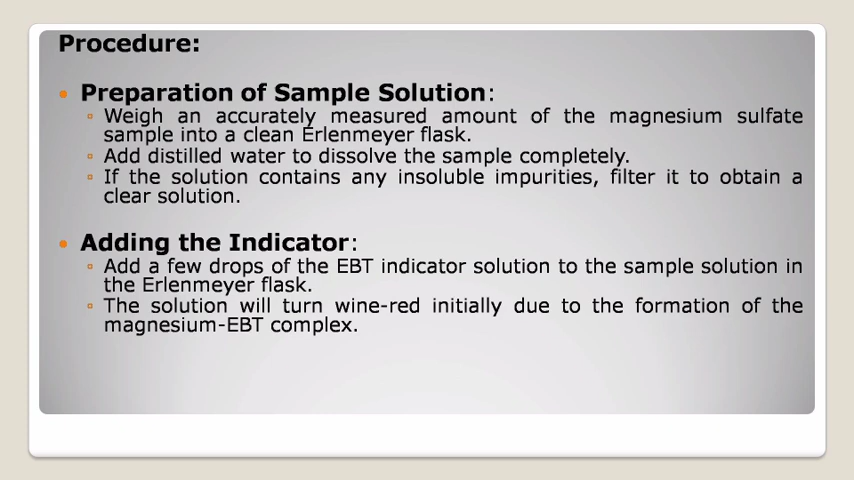 Procedure:
Preparation of Sample Solution:
Weigh an accurately measured amount of the magnesium sulfate
sample into a clean Erlenmeyer flask.
Add distilled water to dissolve the sample completely.
If the solution contains any insoluble impurities, filter it to obtain a
clear solution.
Adding the Indicator:
Add a few drops of the EBT indicator solution to the sample solution in
the Erlenmeyer flask.
The solution will turn wine-red initially due to the formation of the
magnesium-EBT complex.